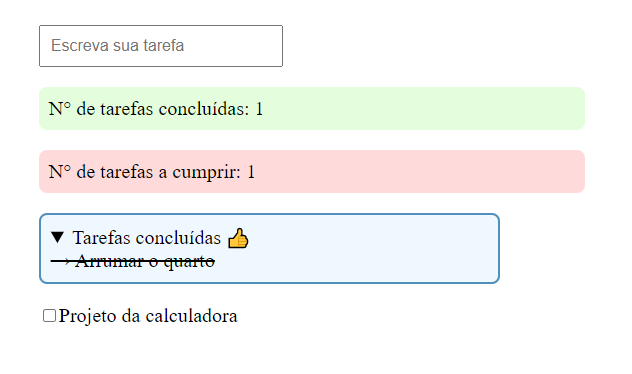 Escreva sua tarefa
N° de tarefas concluídas: 1
N° de tarefas a cumprir: 1
▼ Tarefas concluídas 👍
→ Arrumar o quarto
Projeto da calculadora